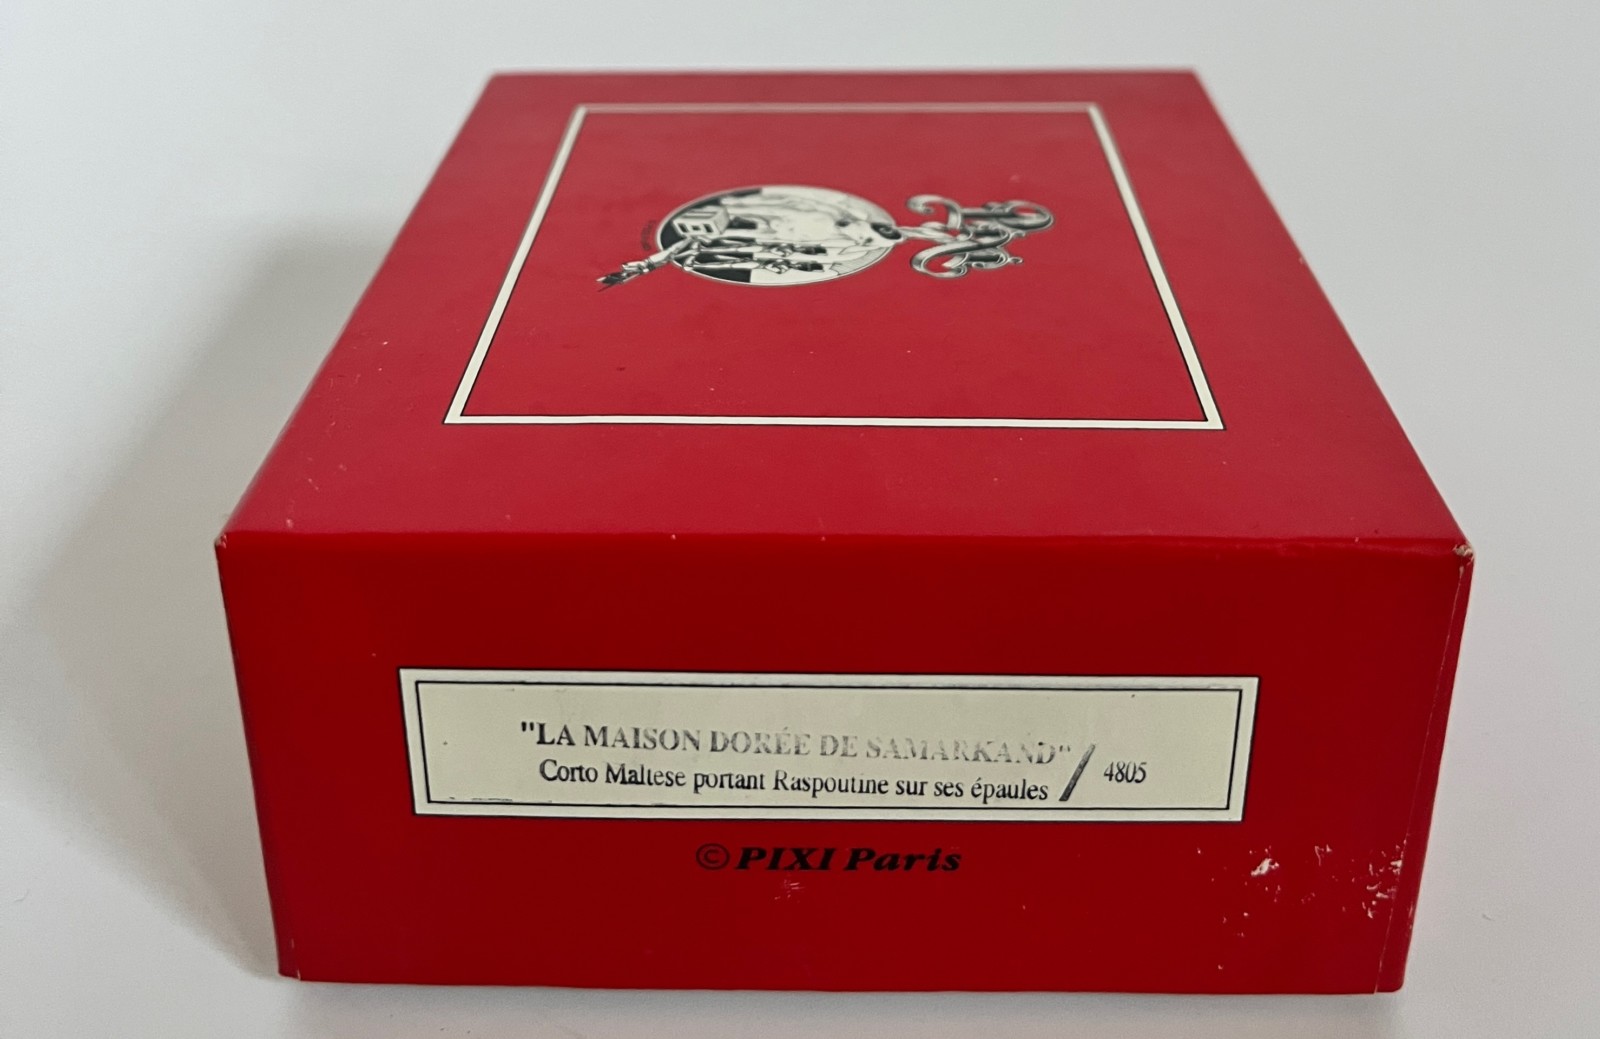 "LA MAISON DORÉE DE SAMARKAND"
Corto Maltese portant Raspoutine sur ses épaules / 4805
© PIXI Paris